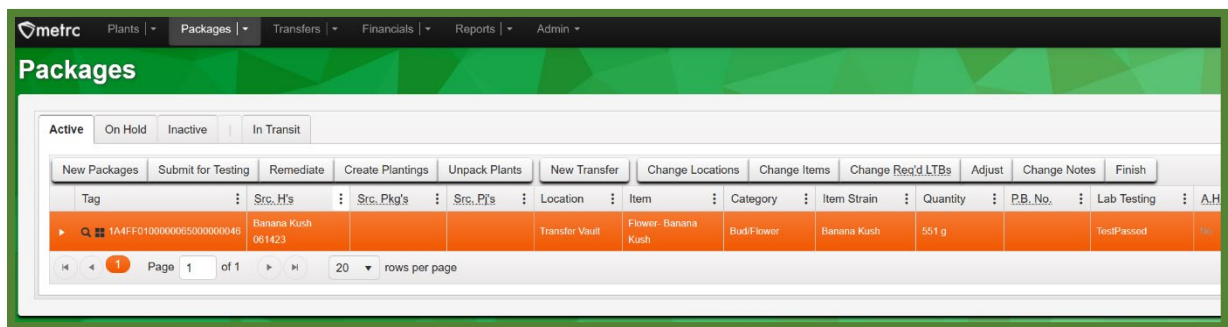 metrc Plants | Packages | Transfers | Financials | Reports | Admin
Packages
Active On Hold Inactive | In Transit
New Packages Submit for Testing Remediate Create Plantings Unpack Plants New Transfer Change Locations Change Items Change Req'd LTBs Adjust Change Notes Finish
Tag Src. H's Src. Pkg's Src. Pj's Location Item Category Item Strain Quantity P.B. No. Lab Testing A.H
Banana Kush Flower- Banana
1A4FF0100000065000000046 Transfer Vault Bud/Flower Banana Kush 551 g TestPassed No
061423 Kush
1 Page 1 of 1 20 rows per page